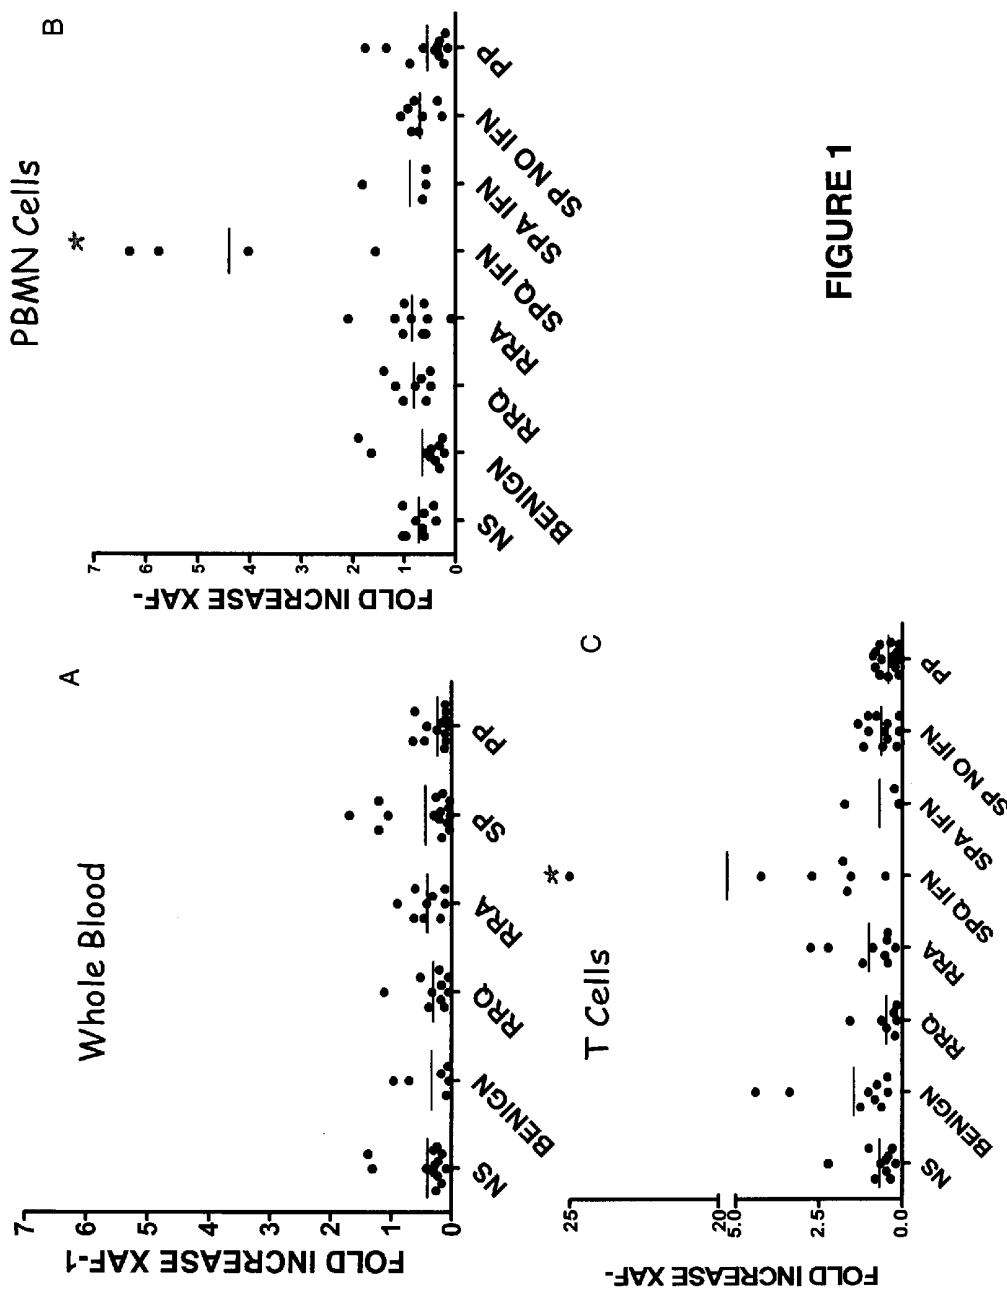 A
Whole Blood
FOLD INCREASE XAF-1
7
6
5
4
3
2
1
0
NS
BENIGN
RRQ
RRA
SP
PP
B
PBMN Cells
*
FOLD INCREASE XAF-
7
6
5
4
3
2
1
0
NS
BENIGN
RRQ
RRA
SPQ IFN
SPA IFN
SP NO IFN
PP
C
T Cells
*
FOLD INCREASE XAF-
25
20
5.0
2.5
0.0
NS
BENIGN
RRQ
RRA
SPQ IFN
SPA IFN
SP NO IFN
PP
FIGURE 1